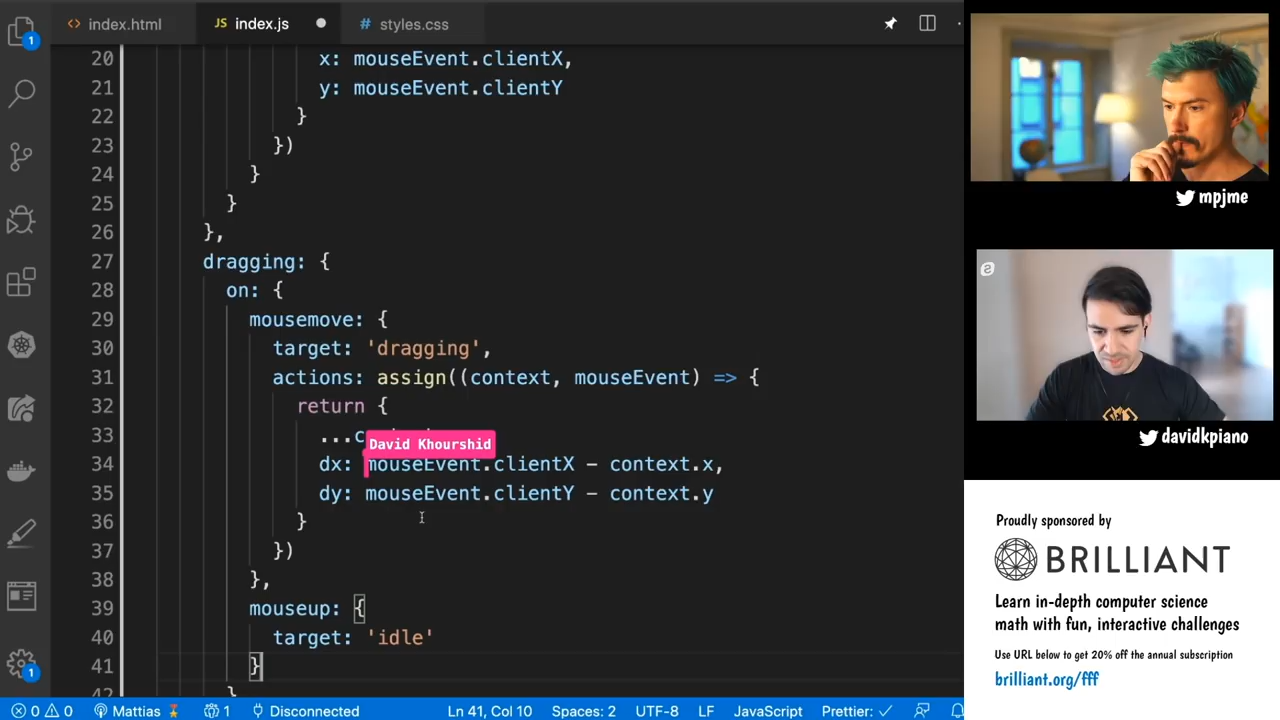 index.html
JS index.js
# styles.css
20 x: mouseEvent.clientX,
21 y: mouseEvent.clientY
22 }
23 })
24 }
25 }
26 },
27 dragging: {
28 on: {
29 mousemove: {
30 target: 'dragging',
31 actions: assign((context, mouseEvent) => {
32 return {
33 ...c
David Khourshid
34 dx: mouseEvent.clientX - context.x,
35 dy: mouseEvent.clientY - context.y
36 }
37 })
38 },
39 mouseup: {
40 target: 'idle'
41 }
42 }
1
1
0 0 Mattias 1 Disconnected Ln 41, Col 10 Spaces: 2 UTF-8 LF JavaScript Prettier: ✓
mpjme
davidkpiano
Proudly sponsored by
BRILLIANT
Learn in-depth computer science
math with fun, interactive challenges
Use URL below to get 20% off the annual subscription
brilliant.org/fff